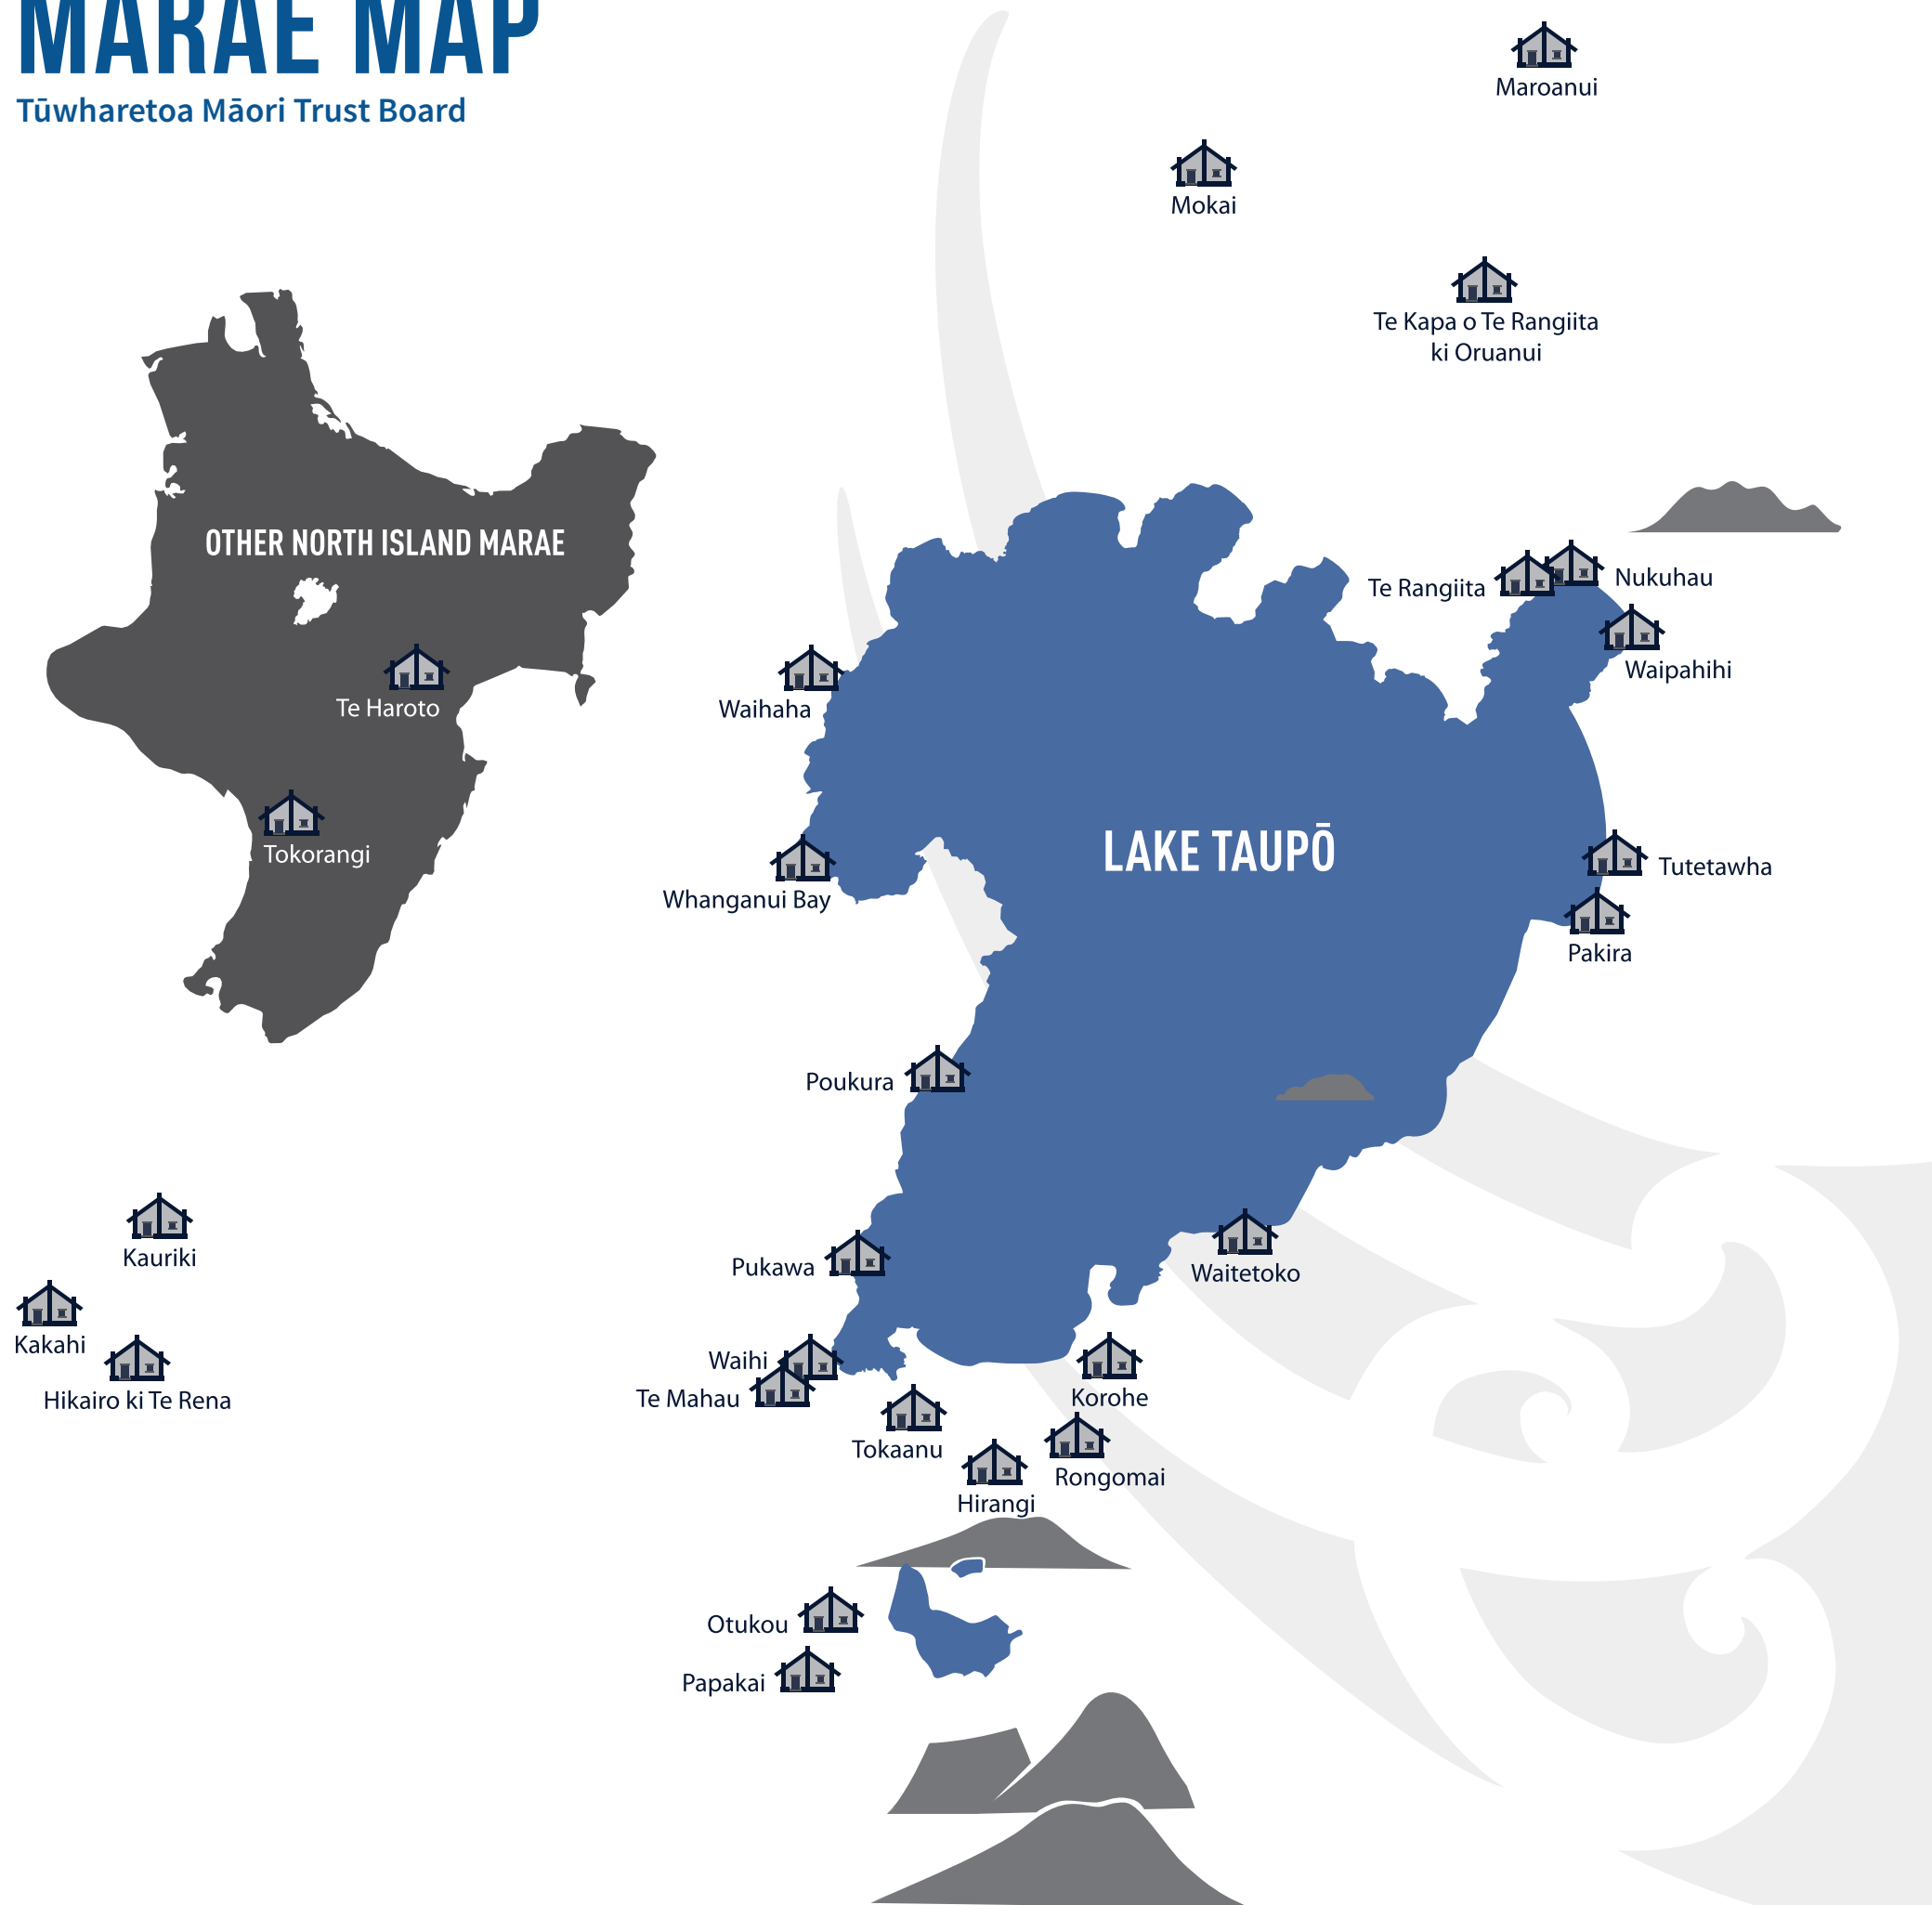 MARAE MAP
Tūwharetoa Māori Trust Board
Maroanui
Mokai
Te Kapa o Te Rangiita
ki Oruanui
OTHER NORTH ISLAND MARAE
Te Haroto
Tokorangi
Te Rangiita
Nukuhau
Waipahihi
Waihaha
LAKE TAUPŌ
Tutetawha
Whanganui Bay
Pakira
Poukura
Kauriki
Pukawa
Waitetoko
Kakahi
Waihi
Hikairo ki Te Rena
Te Mahau
Korohe
Tokaanu
Rongomai
Hirangi
Otukou
Papakai